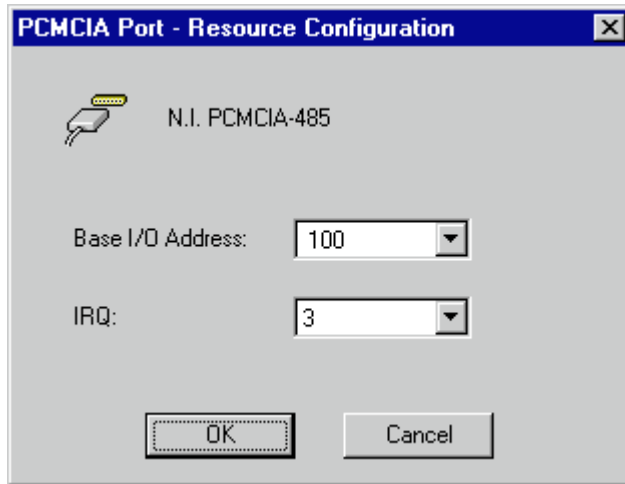 PCMCIA Port - Resource Configuration
N.I. PCMCIA-485
Base I/O Address: 100
IRQ: 3
OK Cancel